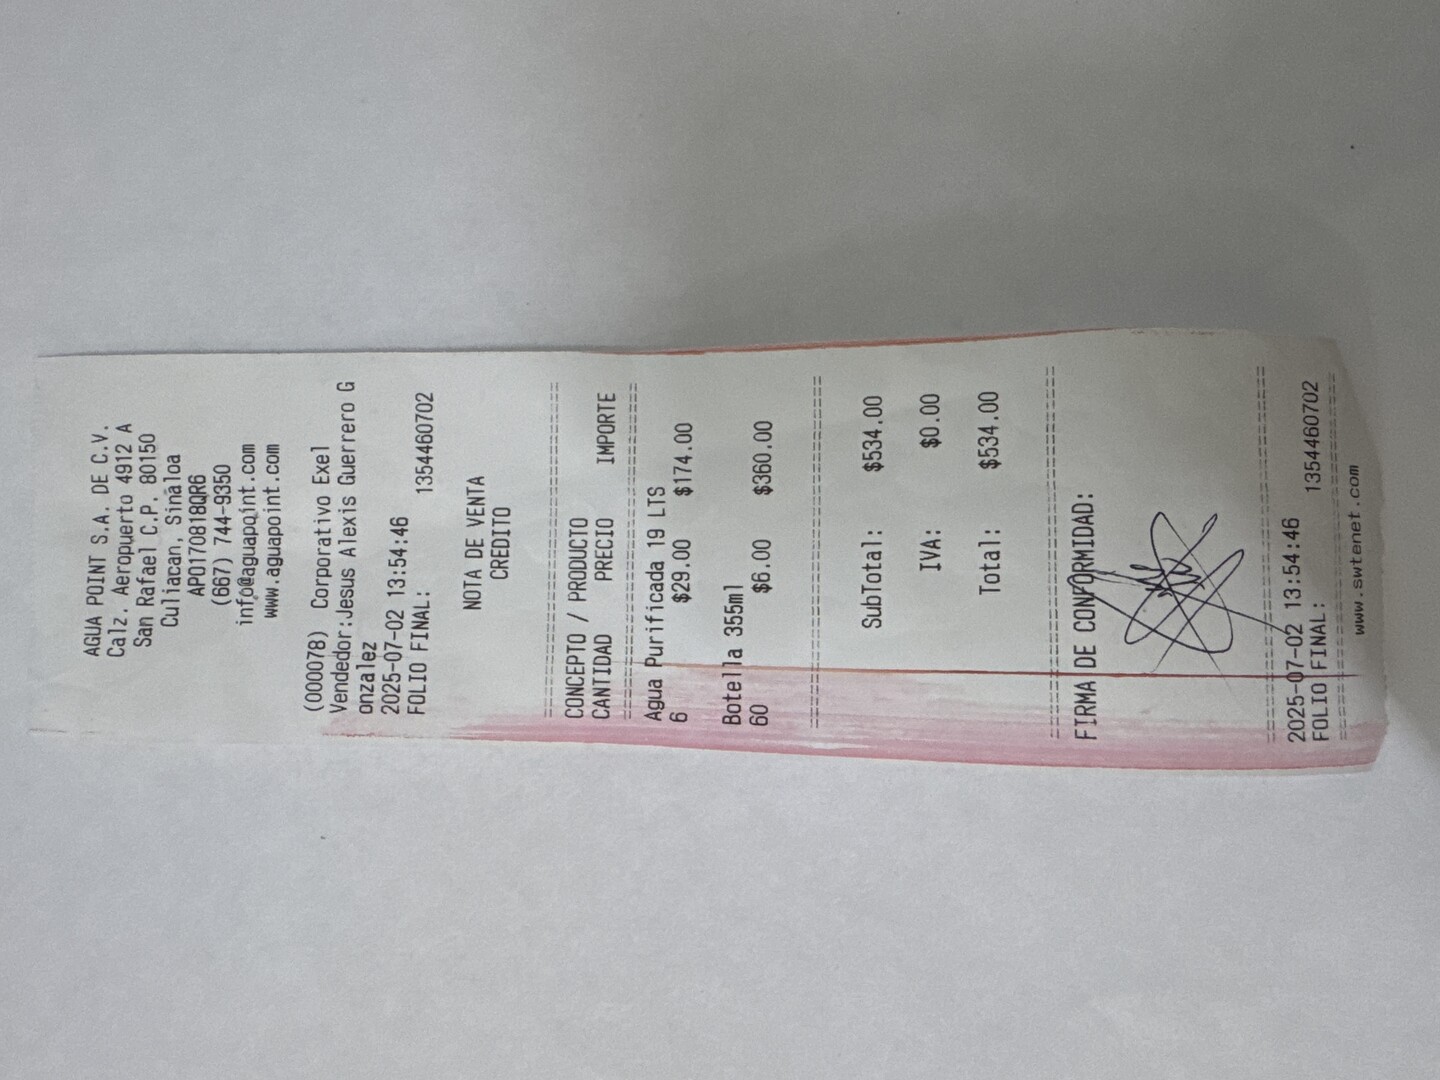 AGUA POINT S.A. DE C.V.
Calz. Aeropuerto 4912 A
San Rafael C.P. 80150
Culiacan, Sinaloa
APO170818QR6
(667) 744-9350
info@aguapoint.com
www.aguapoint.com
(000078) Corporativo Exel
Vendedor:Jesus Alexis Guerrero G
onzalez
2025-07-02 13:54:46
FOLIO FINAL: 1354460702
NOTA DE VENTA
CREDITO
================================
CONCEPTO / PRODUCTO
CANTIDAD PRECIO IMPORTE
================================
Agua Purificada 19 LTS
6 $29.00 $174.00
Botella 355ml
60 $6.00 $360.00
================================
SubTotal: $534.00
IVA: $0.00
Total: $534.00
================================
FIRMA DE CONFORMIDAD:
================================
2025-07-02 13:54:46
FOLIO FINAL: 1354460702
================================
www.swtenet.com